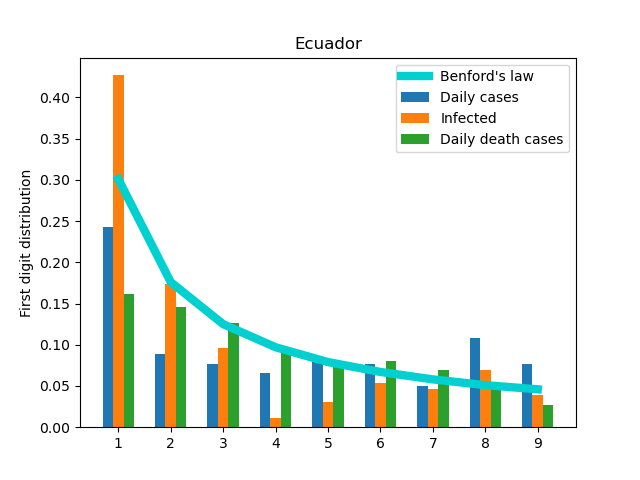 Ecuador
Benford's law
Daily cases
Infected
Daily death cases
First digit distribution
0.40
0.35
0.30
0.25
0.20
0.15
0.10
0.05
0.00
1 2 3 4 5 6 7 8 9